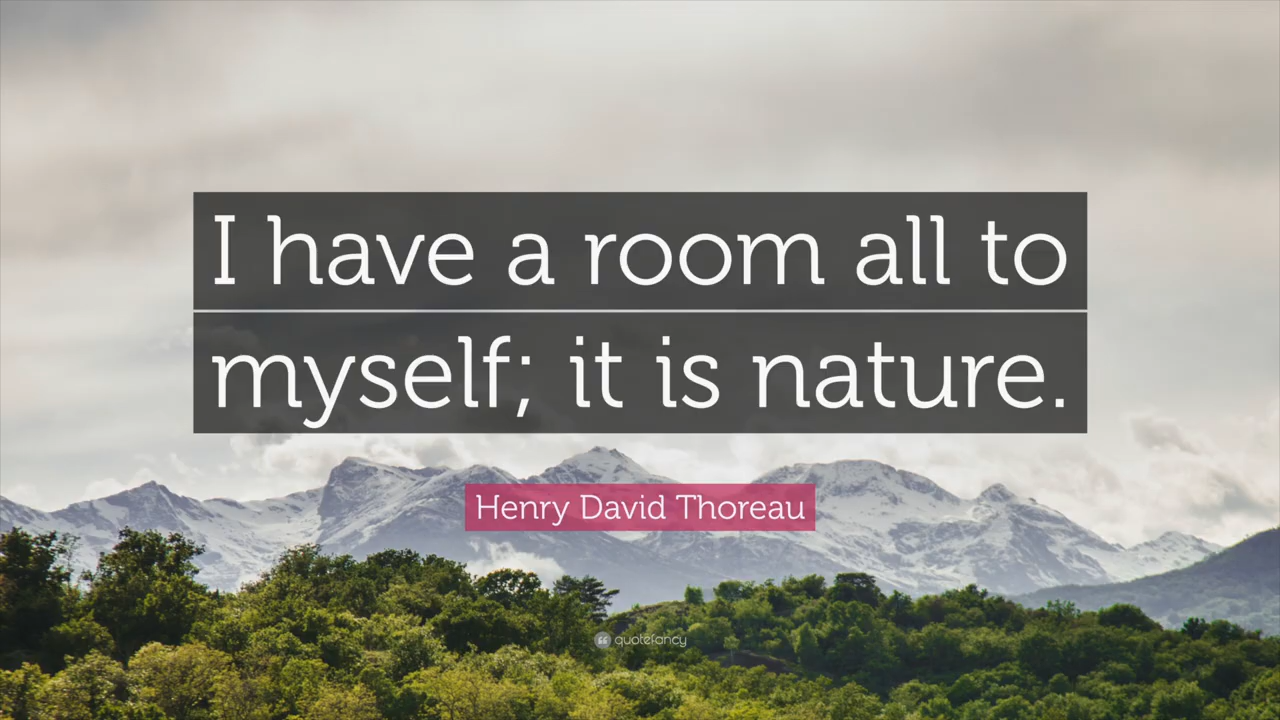 I have a room all to
myself; it is nature.
Henry David Thoreau
quotefancy